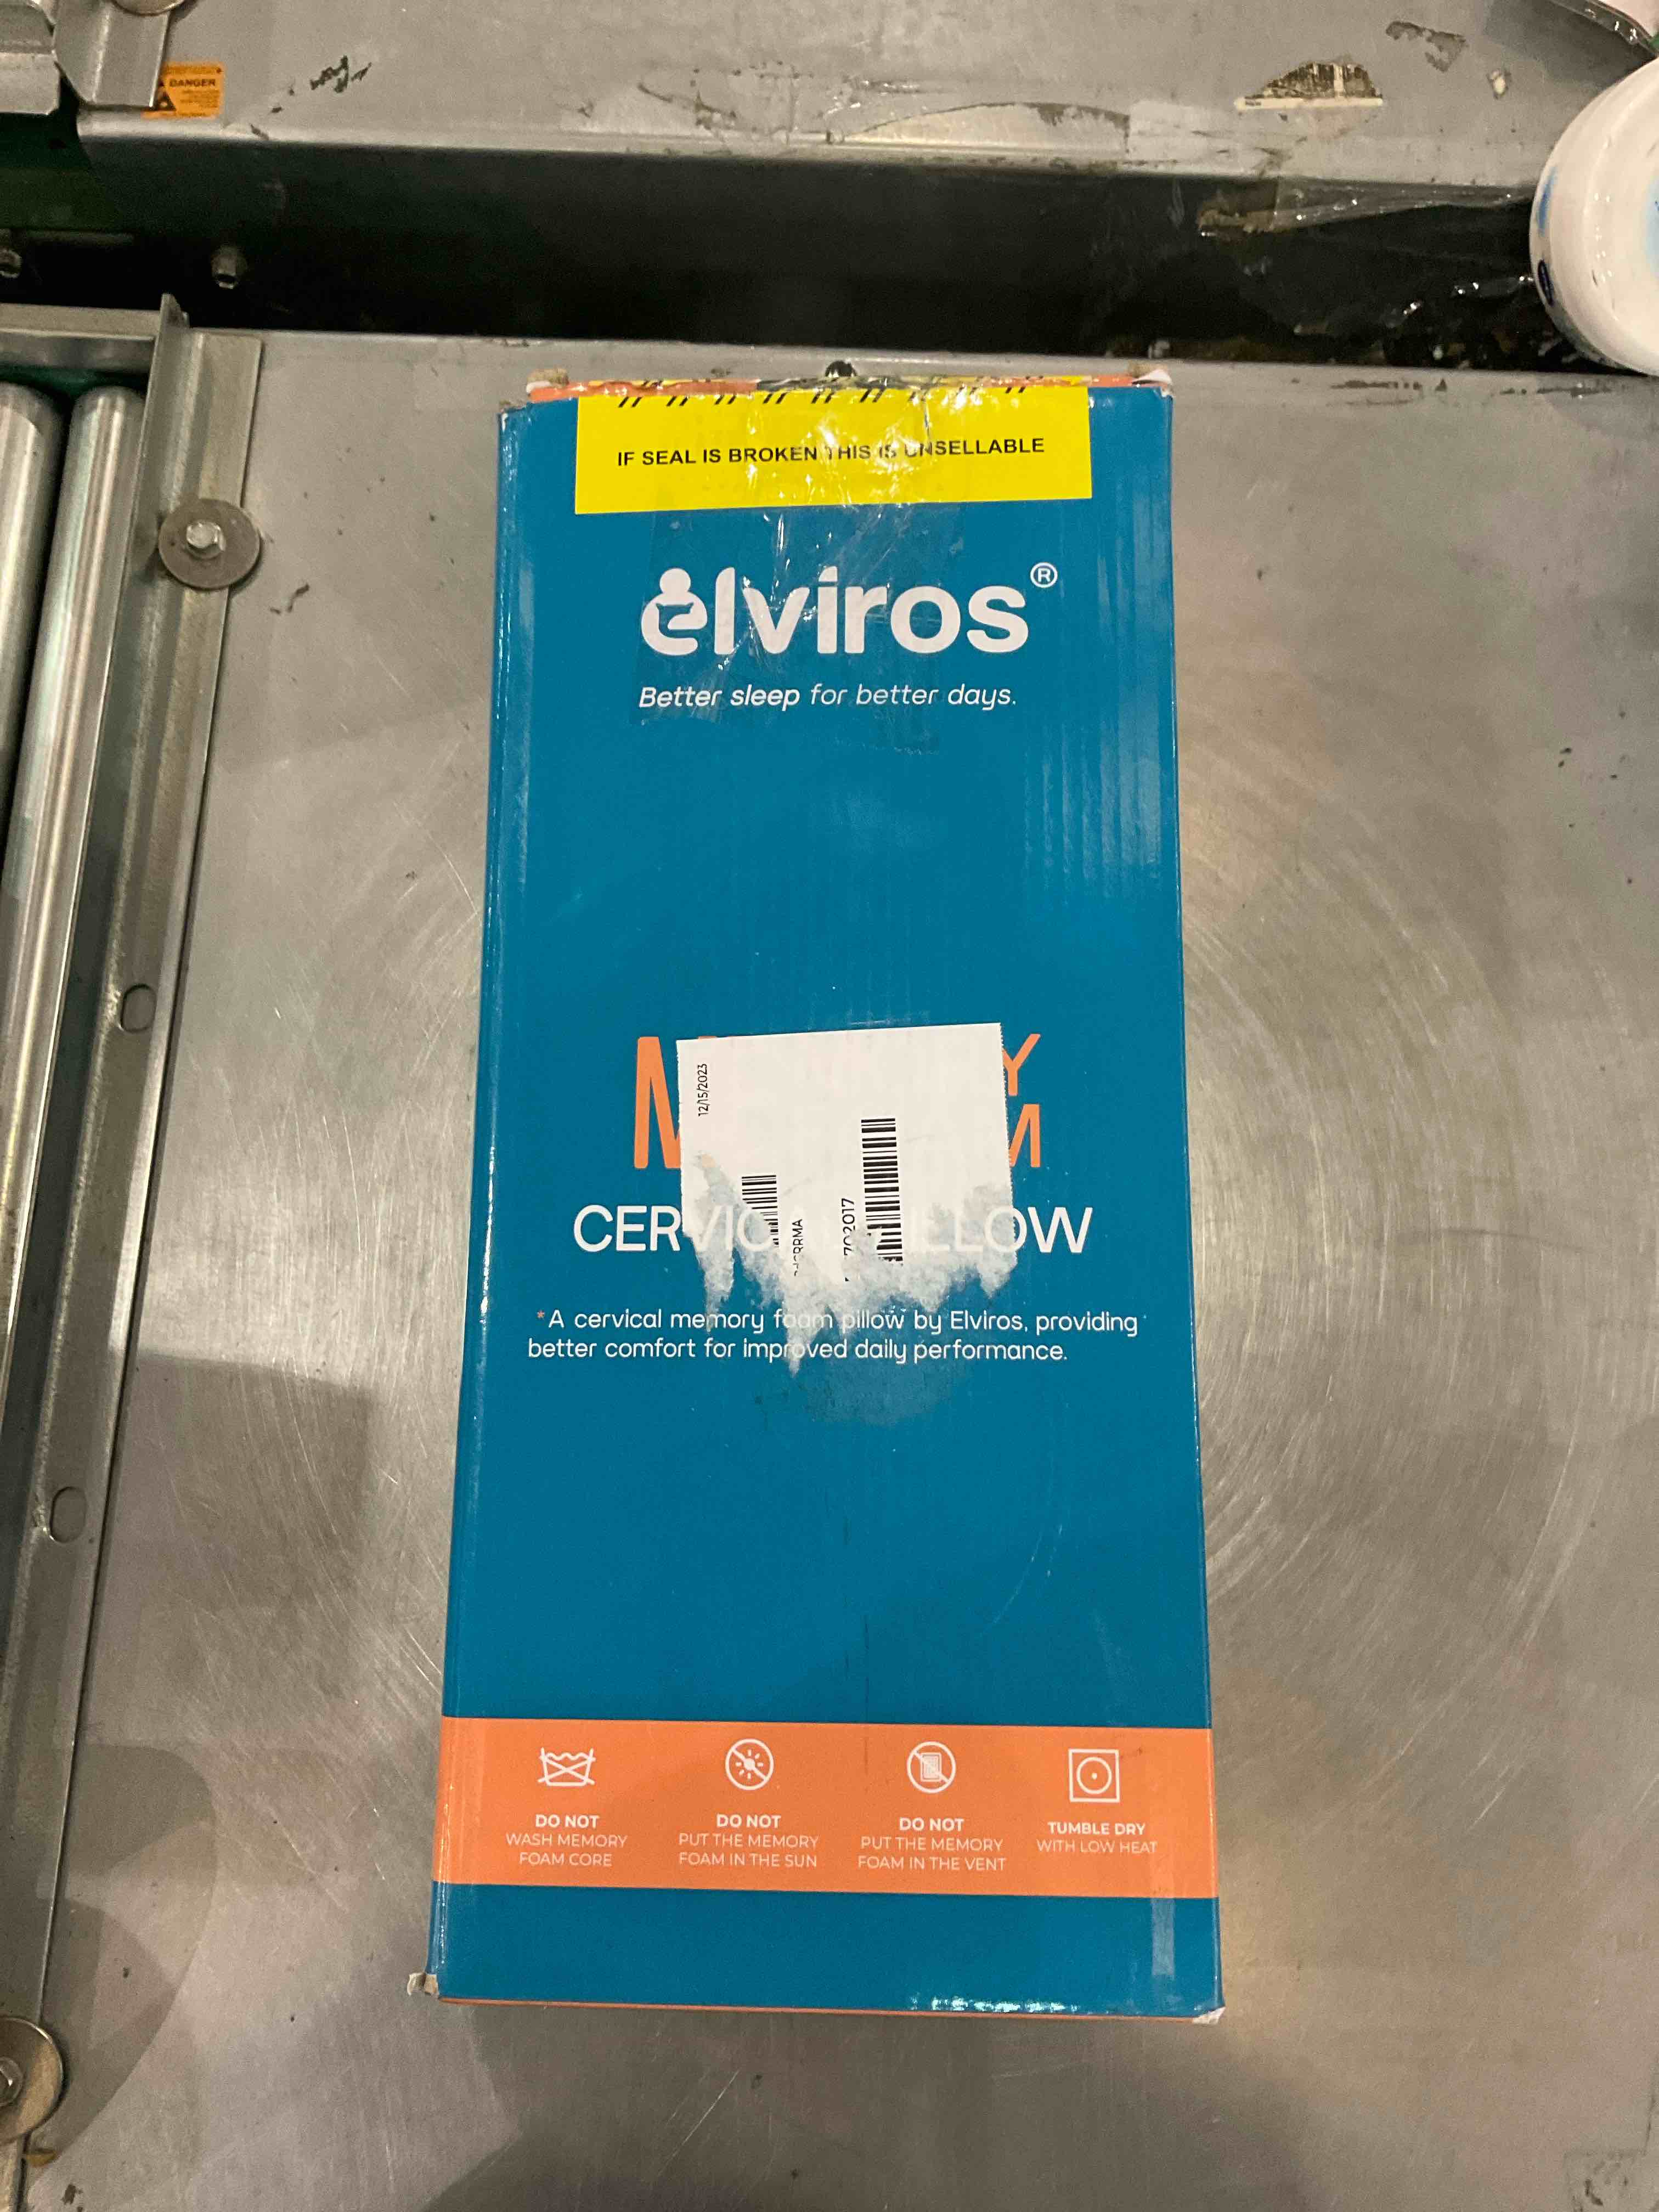 DANGER
IF SEAL IS BROKEN THIS IS UNSELLABLE
elviros®
Better sleep for better days.
12/15/2023
M Y
M
CERVICAL PILLOW
*A cervical memory foam pillow by Elviros, providing
better comfort for improved daily performance.
DO NOT
WASH MEMORY
FOAM CORE
DO NOT
PUT THE MEMORY
FOAM IN THE SUN
DO NOT
PUT THE MEMORY
FOAM IN THE VENT
TUMBLE DRY
WITH LOW HEAT